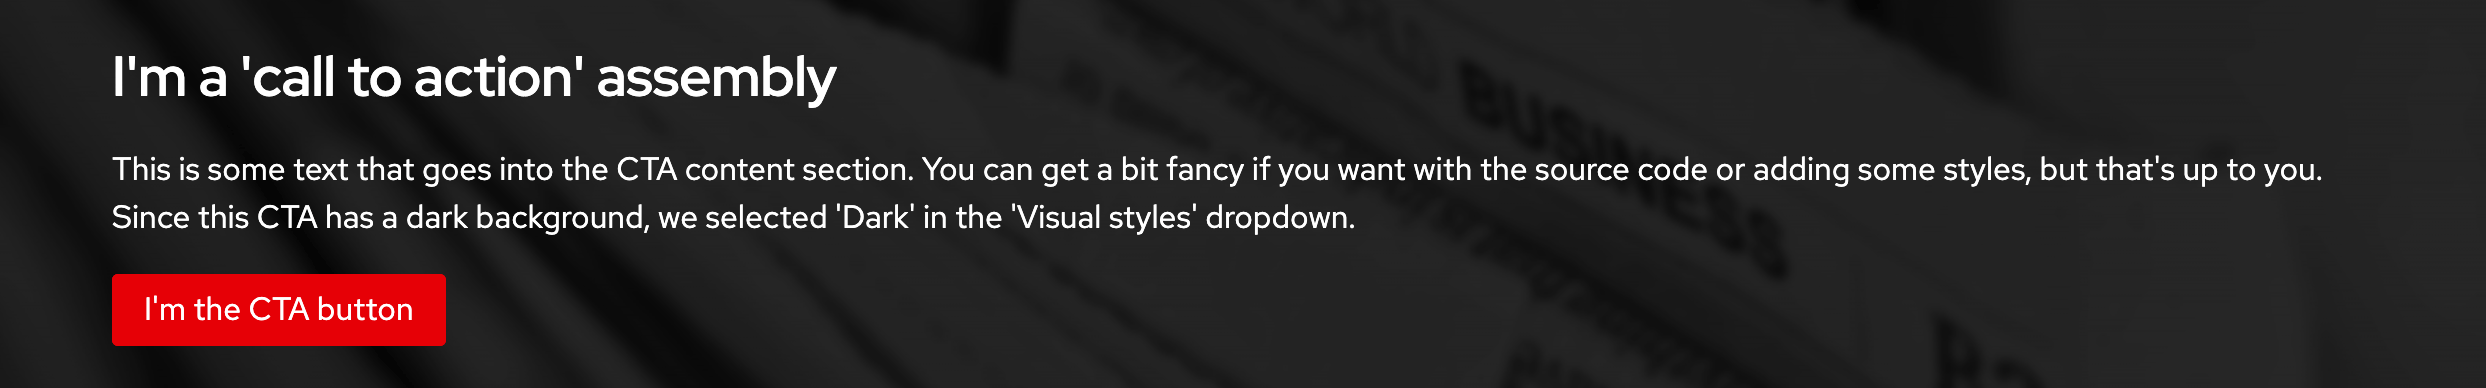 I'm a 'call to action' assembly
This is some text that goes into the CTA content section. You can get a bit fancy if you want with the source code or adding some styles, but that's up to you.
Since this CTA has a dark background, we selected 'Dark' in the 'Visual styles' dropdown.
I'm the CTA button
BUSINESS